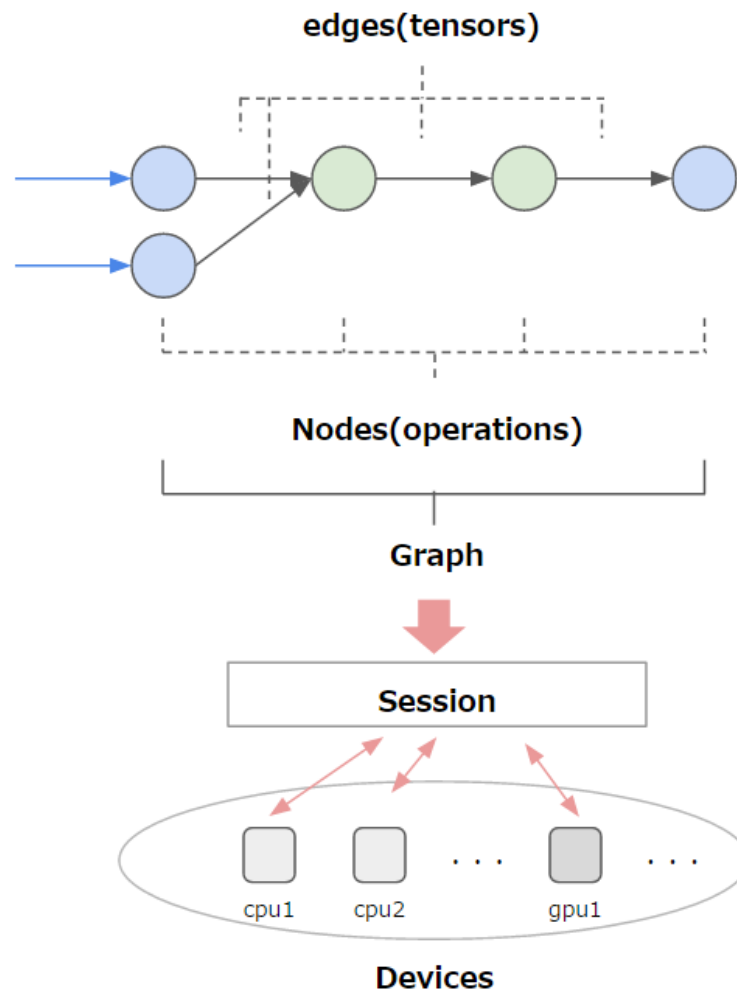 edges(tensors)
Nodes(operations)
Graph
Session
. . .
. . .
cpu1
cpu2
gpu1
Devices